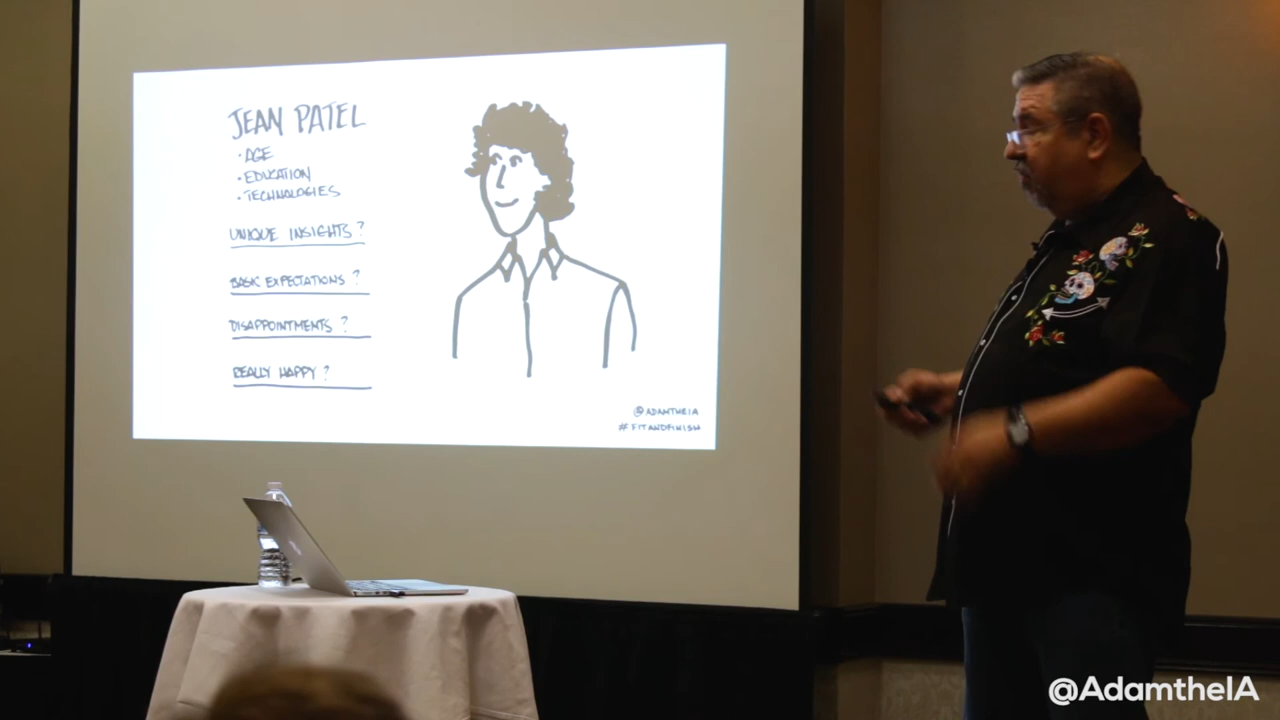 JEAN PATEL
• AGE
• EDUCATION
• TECHNOLOGIES
UNIQUE INSIGHTS?
BASIC EXPECTATIONS?
DISAPPOINTMENTS?
REALLY HAPPY?
@ADAMTHEIA
#FITANDFINISH
@AdamtheIA